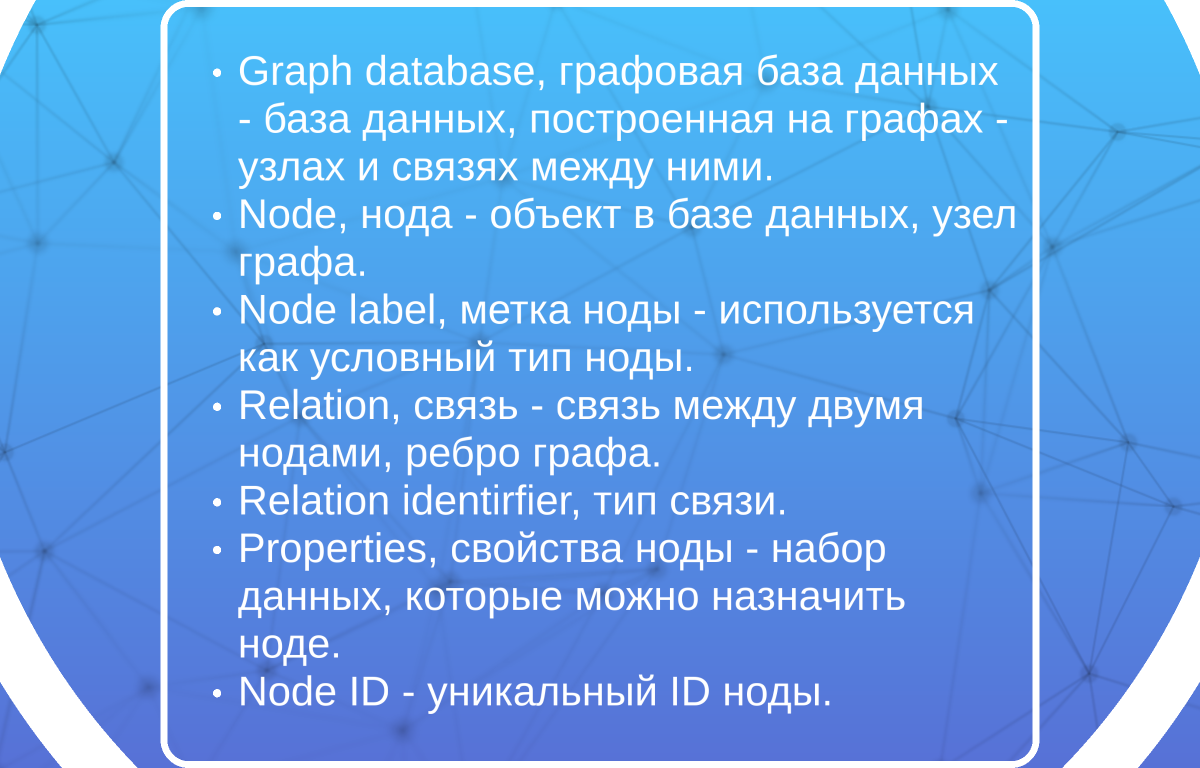 • Graph database, графовая база данных
- база данных, построенная на графах -
узлах и связях между ними.
• Node, нода - объект в базе данных, узел
графа.
• Node label, метка ноды - используется
как условный тип ноды.
• Relation, связь - связь между двумя
нодами, ребро графа.
• Relation identirfier, тип связи.
• Properties, свойства ноды - набор
данных, которые можно назначить
ноде.
• Node ID - уникальный ID ноды.